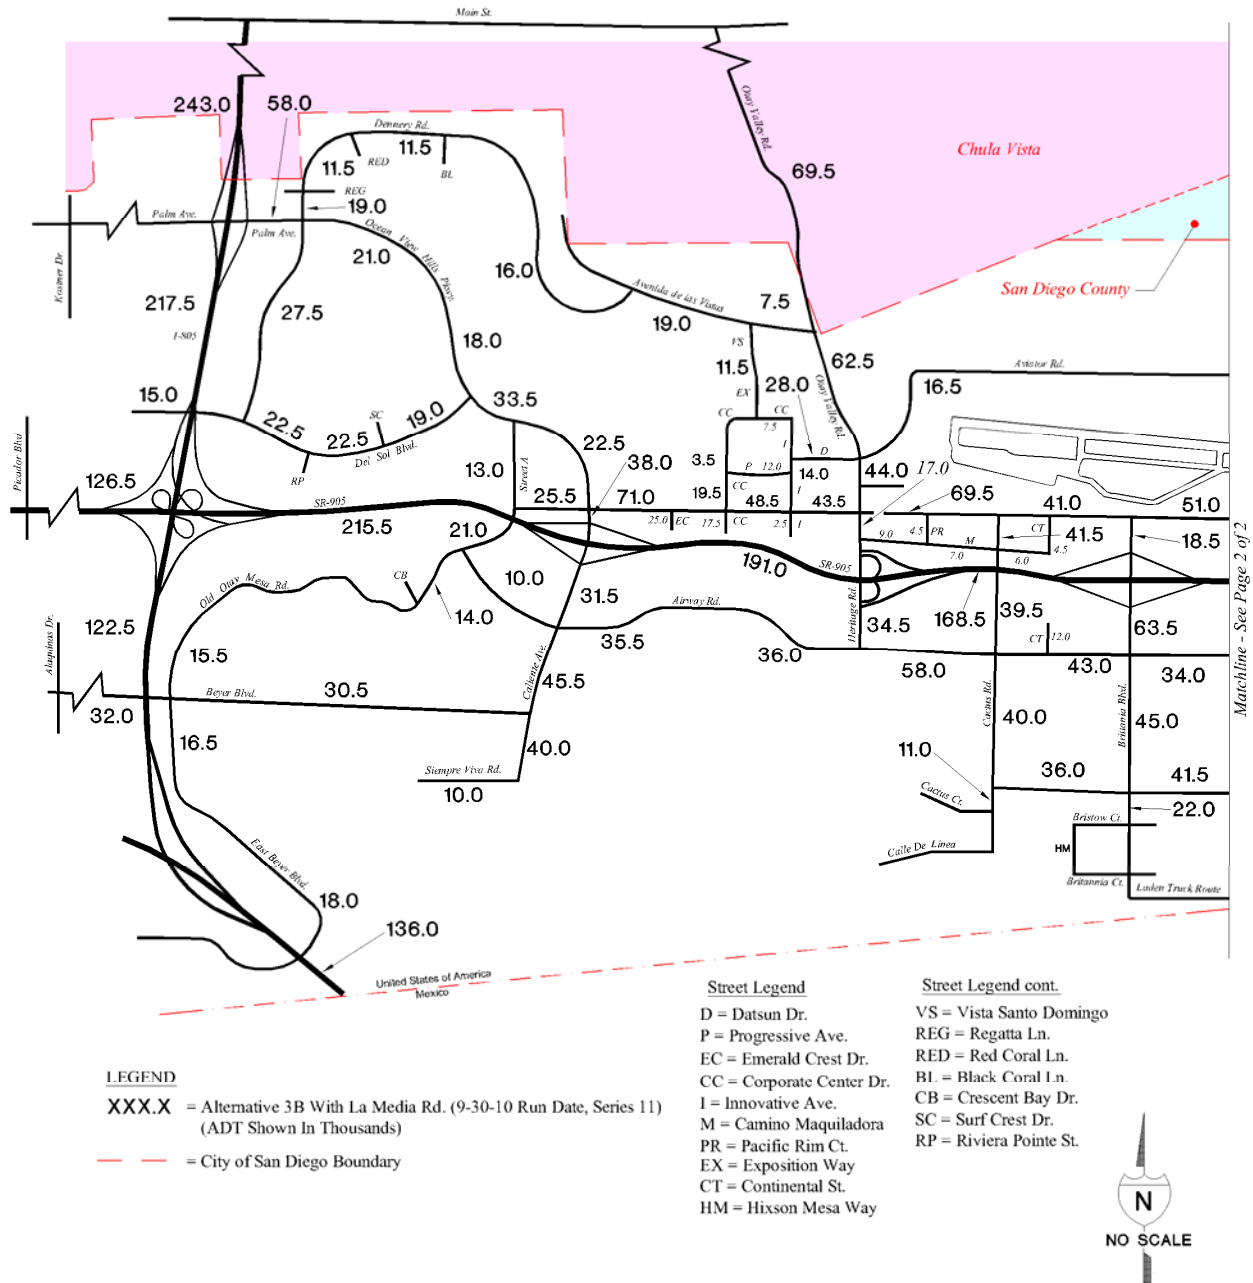 Main St.
243.0
58.0
Dennery Rd.
11.5
RED
11.5
BL
Otay Valley Rd.
69.5
Chula Vista
REG
19.0
Palm Ave.
Palm Ave.
Ocean View Hills Pkwy.
21.0
16.0
Kostner Dr.
San Diego County
Avenida de las Vistas
7.5
217.5
27.5
I-805
18.0
19.0
VS
11.5
28.0
62.5
Otay Valley Rd.
Aviator Rd.
16.5
15.0
EX
33.5
CC
CC
7.5
22.5
SC
22.5
19.0
Del Sol Blvd.
RP
22.5
Picador Blvd
13.0
Street A
38.0
3.5
P
12.0
I
D
14.0
44.0
17.0
126.5
SR-905
215.5
25.5
71.0
19.5
CC
48.5
I
43.5
69.5
41.0
51.0
21.0
25.0
EC
17.5
CC
2.5
I
9.0
4.5
PR
M
7.0
CT
4.5
6.0
41.5
18.5
191.0
SR-905
Old Otay Mesa Rd.
CB
10.0
14.0
31.5
Airway Rd.
35.5
36.0
Heritage Rd.
34.5
168.5
39.5
CT
12.0
63.5
58.0
43.0
34.0
Alaquinas Dr.
122.5
15.5
Beyer Blvd.
30.5
32.0
16.5
Caliente Ave.
45.5
40.0
Siempre Viva Rd.
10.0
Cactus Rd.
40.0
Britania Blvd.
45.0
11.0
36.0
41.5
Cactus Ct.
22.0
Bristow Ct.
Calle De Linea
HM
Britannia Ct.
Laden Truck Route
Matchline - See Page 2 of 2
East Beyer Blvd.
18.0
136.0
United States of America
Mexico
Street Legend
D = Datsun Dr.
P = Progressive Ave.
EC = Emerald Crest Dr.
CC = Corporate Center Dr.
I = Innovative Ave.
M = Camino Maquiladora
PR = Pacific Rim Ct.
EX = Exposition Way
CT = Continental St.
HM = Hixson Mesa Way
Street Legend cont.
VS = Vista Santo Domingo
REG = Regatta Ln.
RED = Red Coral Ln.
BL = Black Coral Ln.
CB = Crescent Bay Dr.
SC = Surf Crest Dr.
RP = Riviera Pointe St.
LEGEND
XXX.X = Alternative 3B With La Media Rd. (9-30-10 Run Date, Series 11)
(ADT Shown In Thousands)
= City of San Diego Boundary
N
NO SCALE